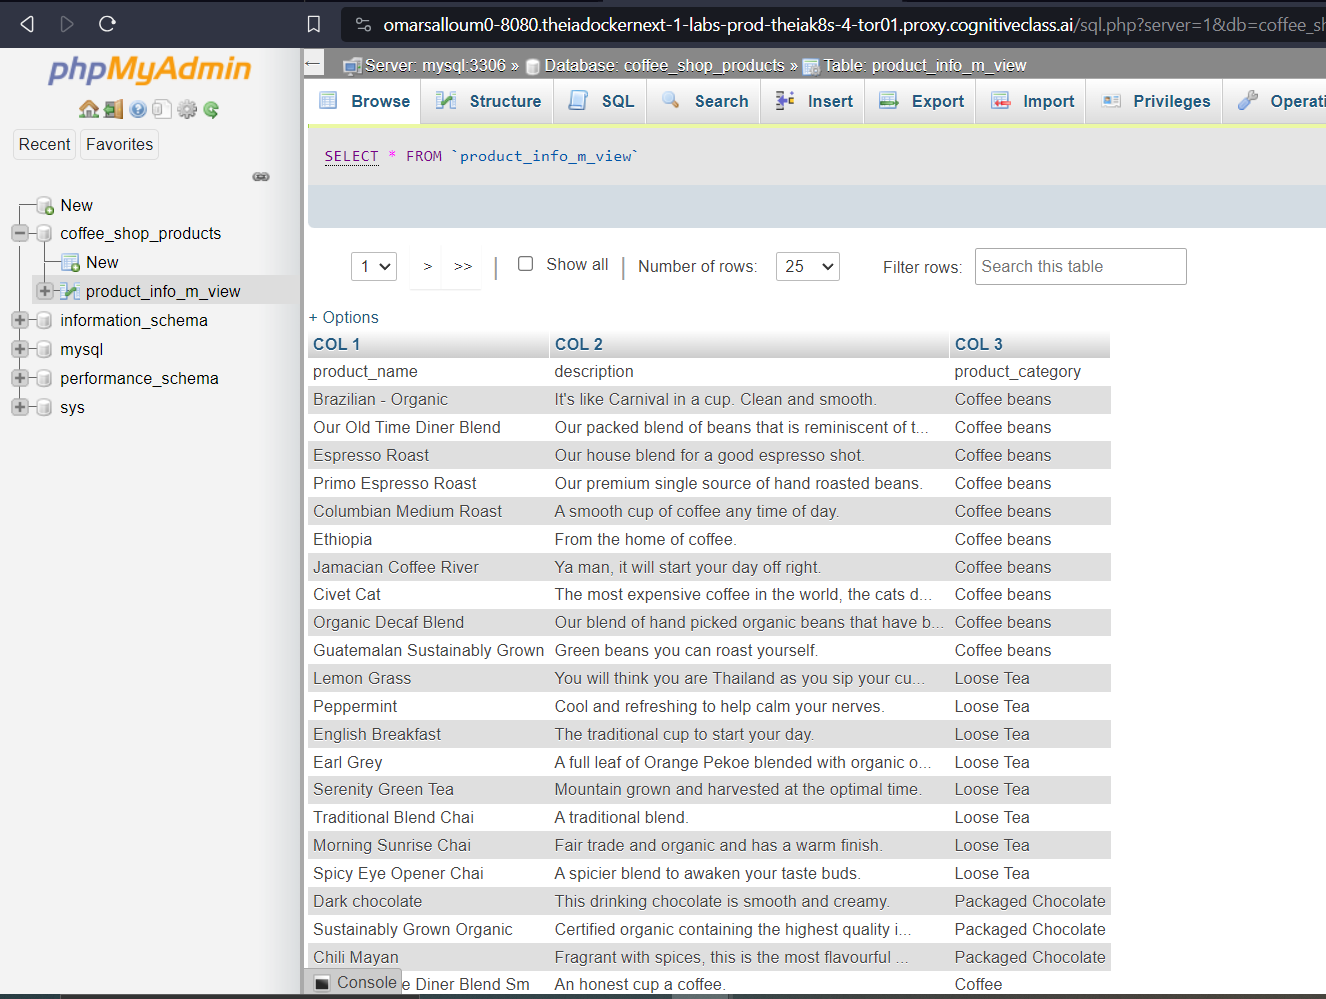 omarsalloum0-8080.theiadockernext-1-labs-prod-theiak8s-4-tor01.proxy.cognitiveclass.ai/sql.php?server=1&db=coffee_sh
phpMyAdmin
Recent Favorites
New
coffee_shop_products
New
product_info_m_view
information_schema
mysql
performance_schema
sys
Server: mysql:3306 » Database: coffee_shop_products » Table: product_info_m_view
Browse Structure SQL Search Insert Export Import Privileges Operati
SELECT * FROM `product_info_m_view`
1 > >> | Show all | Number of rows: 25 Filter rows: Search this table
+ Options
COL 1 COL 2 COL 3
product_name description product_category
Brazilian - Organic It's like Carnival in a cup. Clean and smooth. Coffee beans
Our Old Time Diner Blend Our packed blend of beans that is reminiscent of t... Coffee beans
Espresso Roast Our house blend for a good espresso shot. Coffee beans
Primo Espresso Roast Our premium single source of hand roasted beans. Coffee beans
Columbian Medium Roast A smooth cup of coffee any time of day. Coffee beans
Ethiopia From the home of coffee. Coffee beans
Jamacian Coffee River Ya man, it will start your day off right. Coffee beans
Civet Cat The most expensive coffee in the world, the cats d... Coffee beans
Organic Decaf Blend Our blend of hand picked organic beans that have b... Coffee beans
Guatemalan Sustainably Grown Green beans you can roast yourself. Coffee beans
Lemon Grass You will think you are Thailand as you sip your cu... Loose Tea
Peppermint Cool and refreshing to help calm your nerves. Loose Tea
English Breakfast The traditional cup to start your day. Loose Tea
Earl Grey A full leaf of Orange Pekoe blended with organic o... Loose Tea
Serenity Green Tea Mountain grown and harvested at the optimal time. Loose Tea
Traditional Blend Chai A traditional blend. Loose Tea
Morning Sunrise Chai Fair trade and organic and has a warm finish. Loose Tea
Spicy Eye Opener Chai A spicier blend to awaken your taste buds. Loose Tea
Dark chocolate This drinking chocolate is smooth and creamy. Packaged Chocolate
Sustainably Grown Organic Certified organic containing the highest quality i... Packaged Chocolate
Chili Mayan Fragrant with spices, this is the most flavourful ... Packaged Chocolate
Console e Diner Blend Sm An honest cup a coffee. Coffee